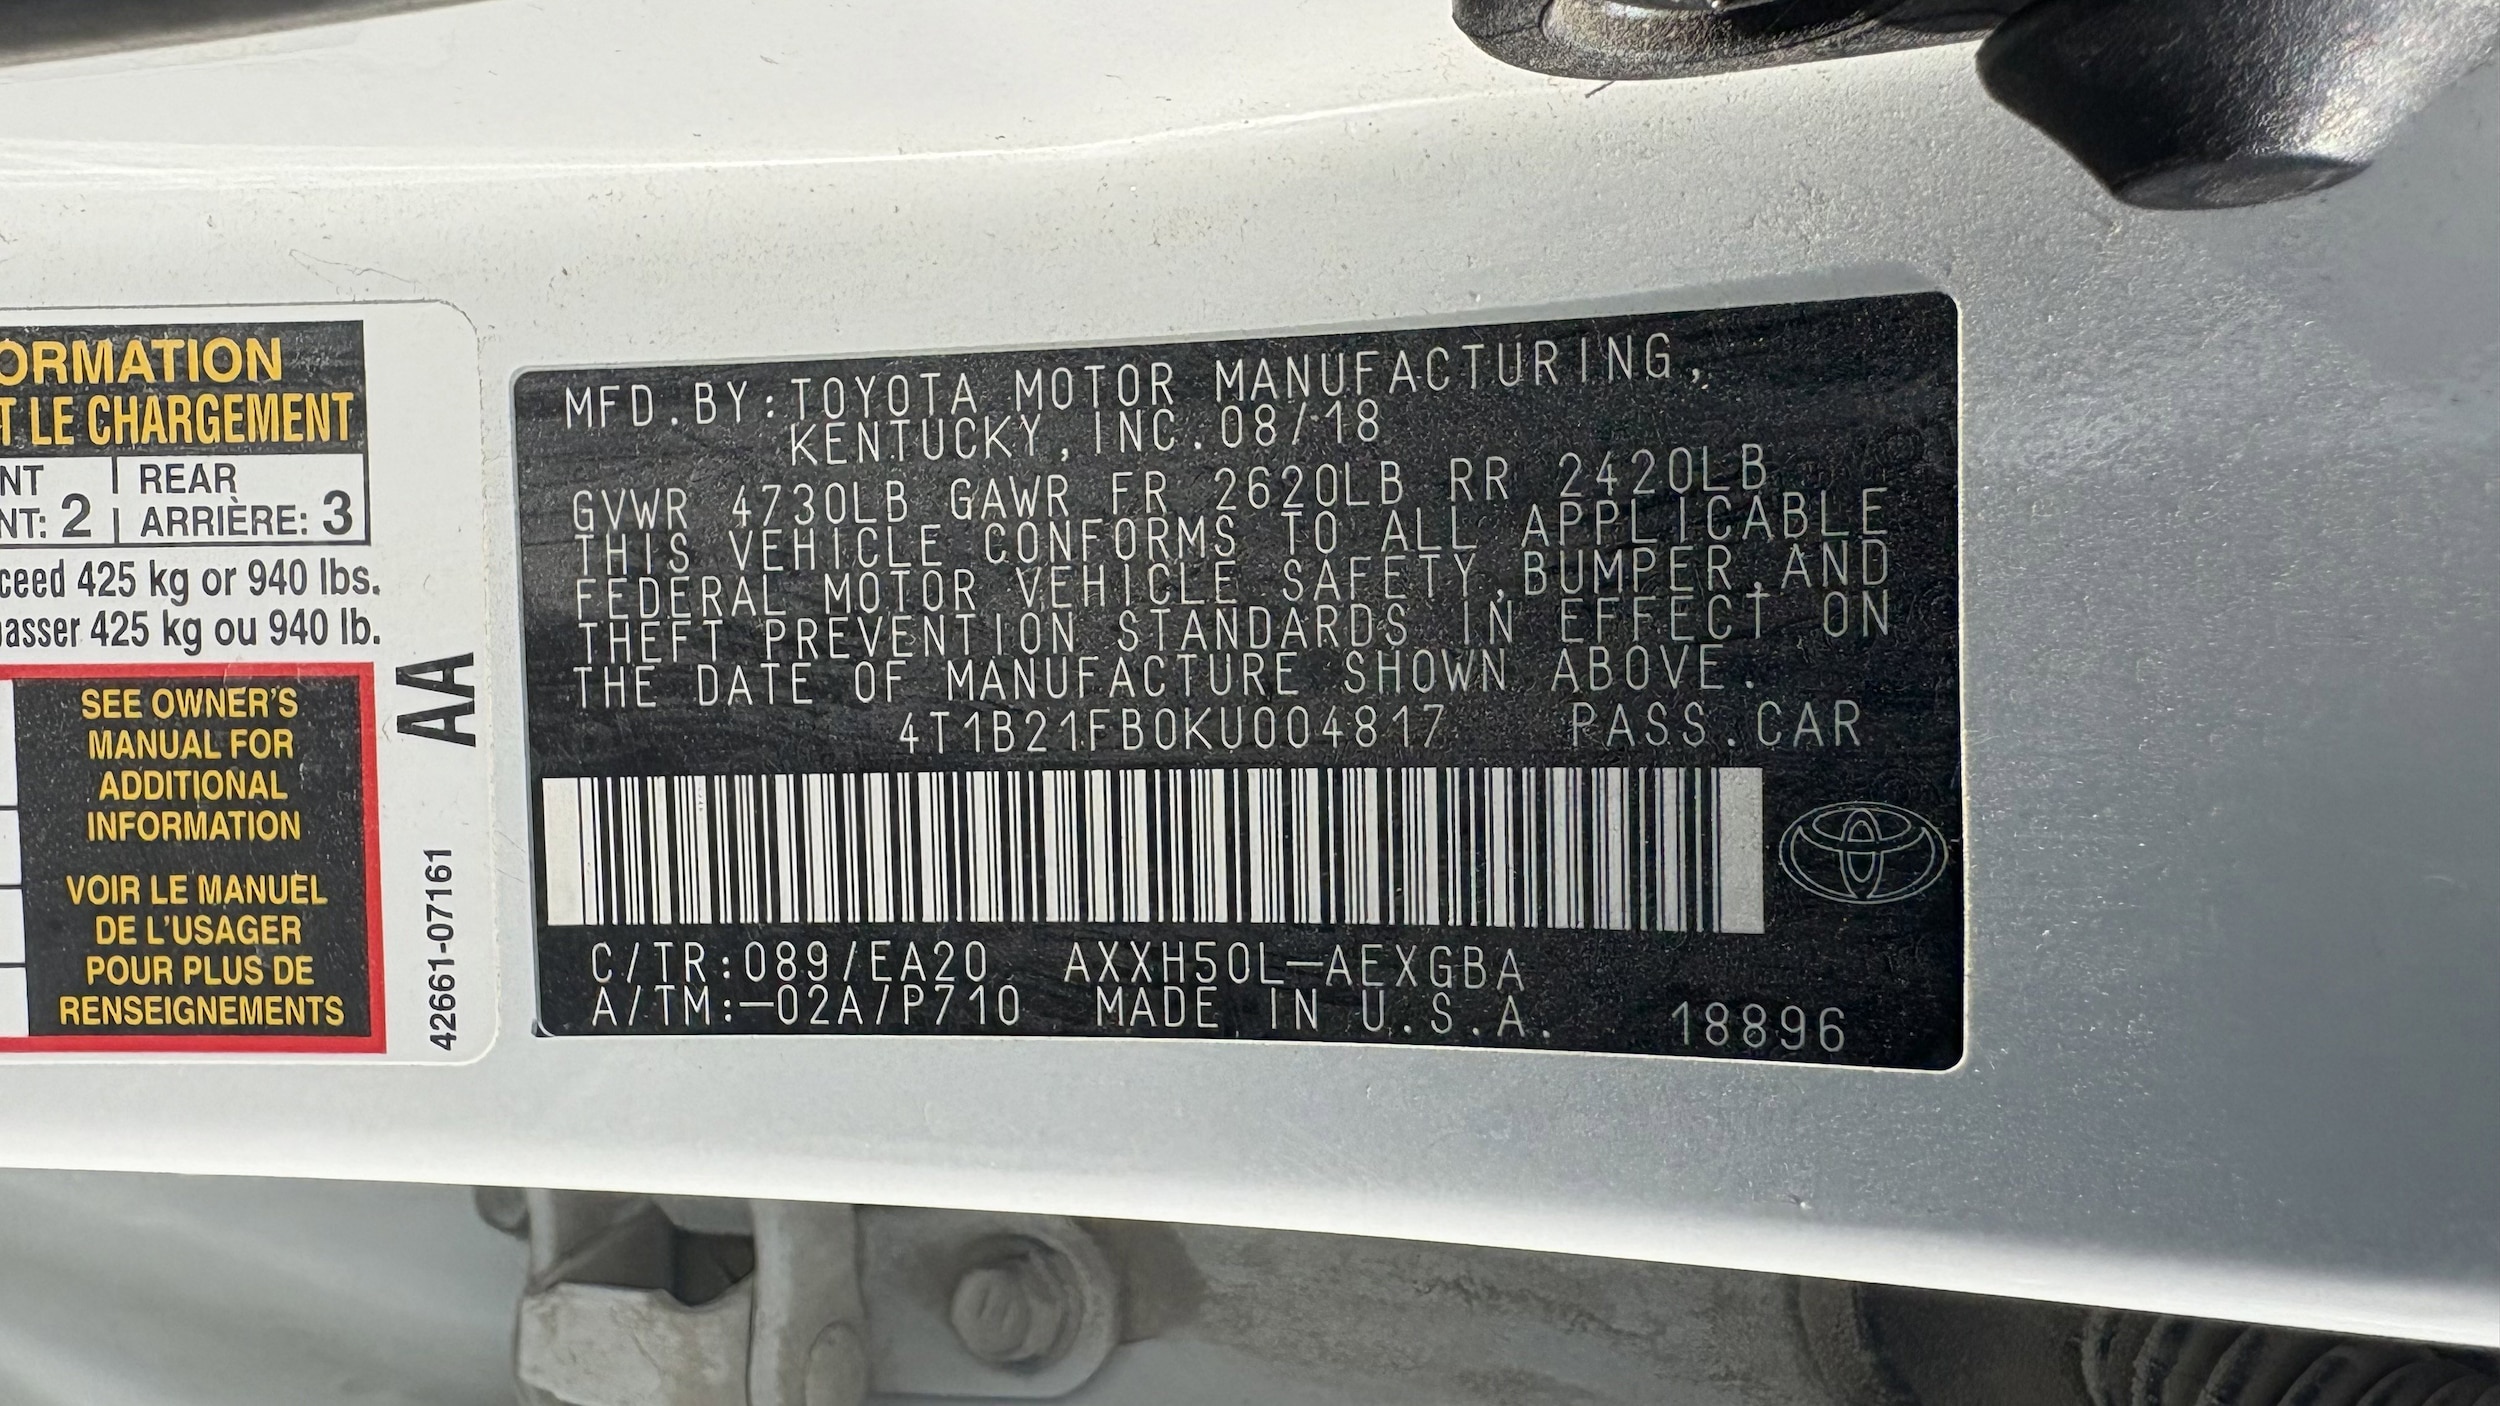 ORMATION
T LE CHARGEMENT
NT | REAR
NT: 2 | ARRIÈRE: 3
ceed 425 kg or 940 lbs.
asser 425 kg ou 940 lb.
SEE OWNER'S
MANUAL FOR
ADDITIONAL
INFORMATION
VOIR LE MANUEL
DE L'USAGER
POUR PLUS DE
RENSEIGNEMENTS
AA
42661-07161
MFD.BY:TOYOTA MOTOR MANUFACTURING,
KENTUCKY, INC.08/18
GVWR 4730LB GAWR FR 2620LB RR 2420LB
THIS VEHICLE CONFORMS TO ALL APPLICABLE
FEDERAL MOTOR VEHICLE SAFETY,BUMPER,AND
THEFT PREVENTION STANDARDS IN EFFECT ON
THE DATE OF MANUFACTURE SHOWN ABOVE.
4T1B21FB0KU004817 PASS.CAR
C/TR:089/EA20 AXXH50L-AEXGBA
A/TM:-02A/P710 MADE IN U.S.A. 18896